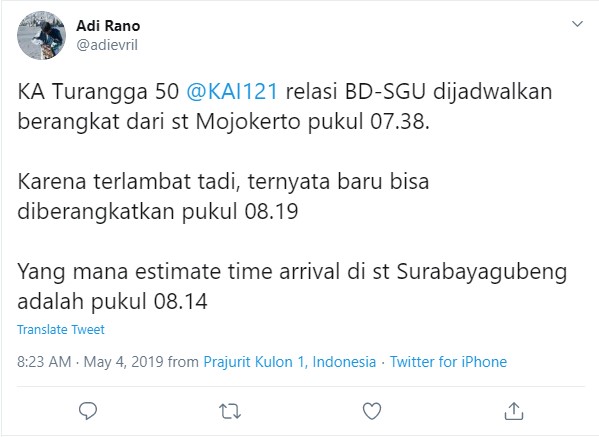 Adi Rano
@adievril
KA Turangga 50 @KAI121 relasi BD-SGU dijadwalkan
berangkat dari st Mojokerto pukul 07.38.
Karena terlambat tadi, ternyata baru bisa
diberangkatkan pukul 08.19
Yang mana estimate time arrival di st Surabayagubeng
adalah pukul 08.14
Translate Tweet
8:23 AM · May 4, 2019 from Prajurit Kulon 1, Indonesia · Twitter for iPhone